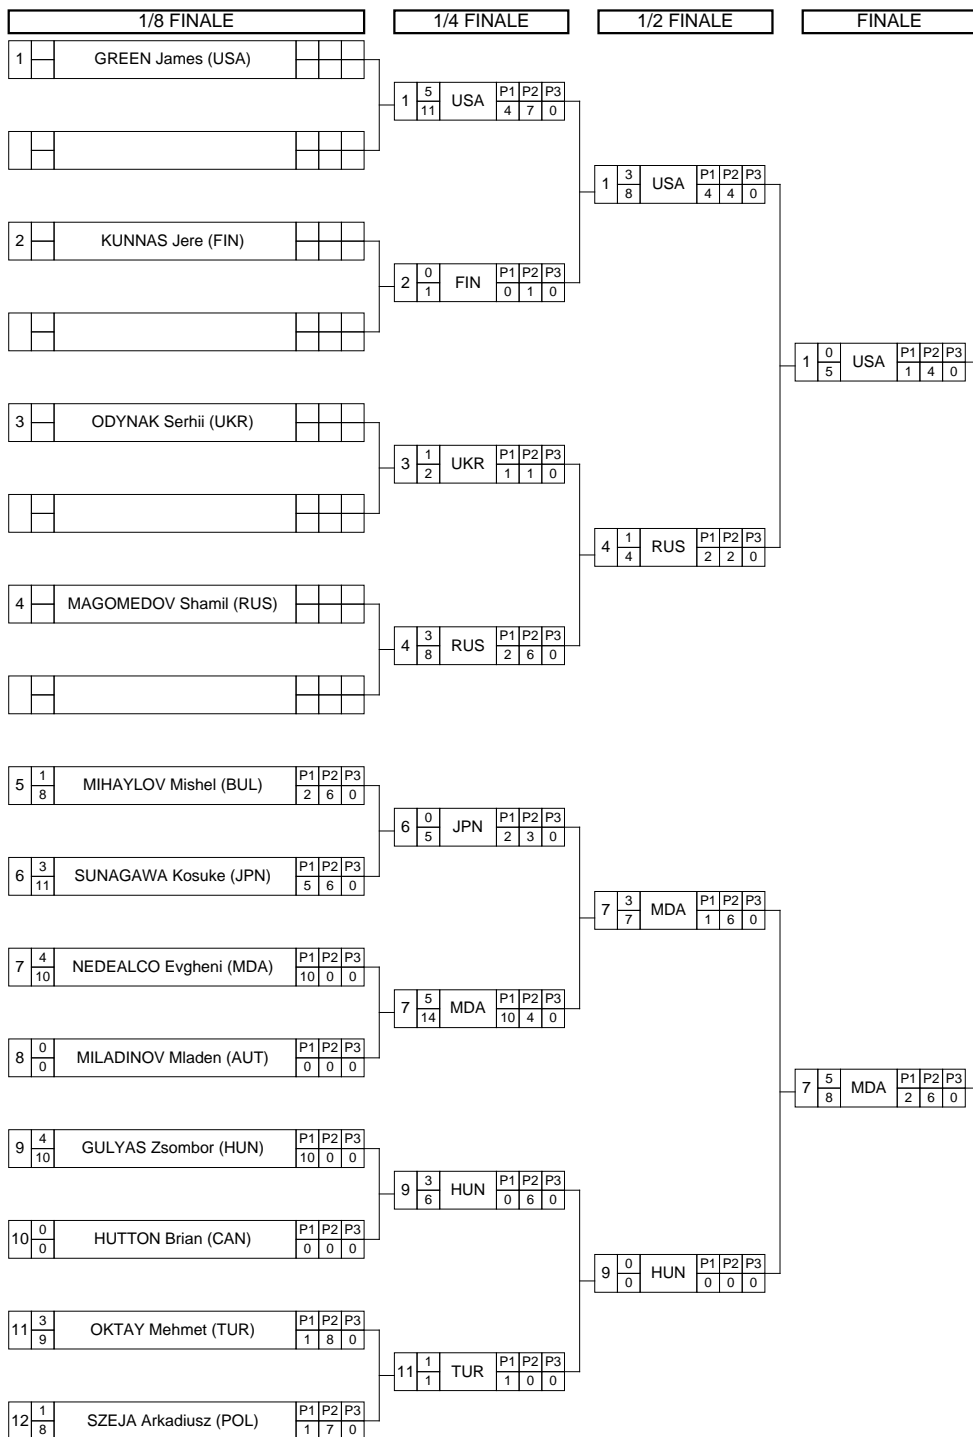 1/8 FINALE 1/4 FINALE 1/2 FINALE FINALE
1 GREEN James (USA)
1 5 USA P1 P2 P3
11 4 7 0
1 3 USA P1 P2 P3
8 4 4 0
2 KUNNAS Jere (FIN)
2 0 FIN P1 P2 P3
1 0 1 0
1 0 USA P1 P2 P3
5 1 4 0
3 ODYNAK Serhii (UKR)
3 1 UKR P1 P2 P3
2 1 1 0
4 1 RUS P1 P2 P3
4 2 2 0
4 MAGOMEDOV Shamil (RUS)
4 3 RUS P1 P2 P3
8 2 6 0
5 1 MIHAYLOV Mishel (BUL) P1 P2 P3
8 2 6 0
6 0 JPN P1 P2 P3
5 2 3 0
6 3 SUNAGAWA Kosuke (JPN) P1 P2 P3
11 5 6 0
7 3 MDA P1 P2 P3
7 1 6 0
7 4 NEDEALCO Evgheni (MDA) P1 P2 P3
10 10 0 0
7 5 MDA P1 P2 P3
14 10 4 0
8 0 MILADINOV Mladen (AUT) P1 P2 P3
0 0 0 0
7 5 MDA P1 P2 P3
8 2 6 0
9 4 GULYAS Zsombor (HUN) P1 P2 P3
10 10 0 0
9 3 HUN P1 P2 P3
6 0 6 0
10 0 HUTTON Brian (CAN) P1 P2 P3
0 0 0 0
9 0 HUN P1 P2 P3
0 0 0 0
11 3 OKTAY Mehmet (TUR) P1 P2 P3
9 1 8 0
11 1 TUR P1 P2 P3
1 1 0 0
12 1 SZEJA Arkadiusz (POL) P1 P2 P3
8 1 7 0